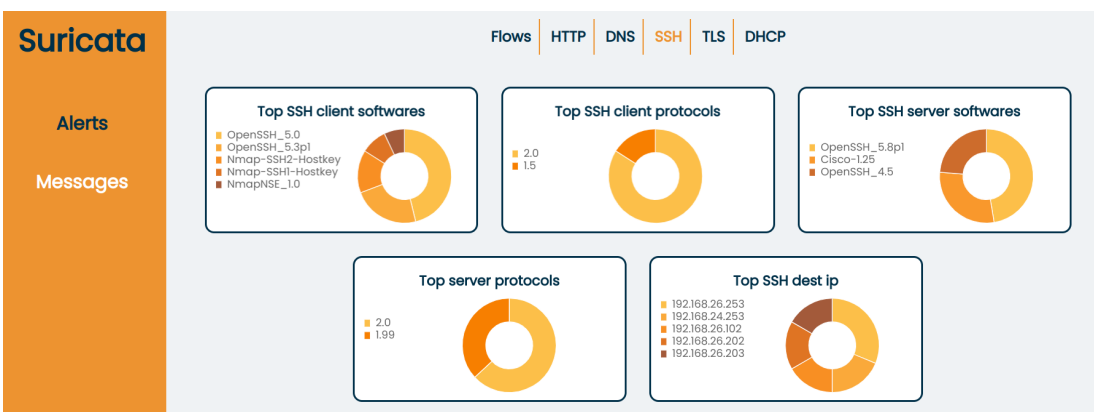 Suricata
Alerts
Messages
Flows HTTP DNS SSH TLS DHCP
Top SSH client softwares
OpenSSH_5.0
OpenSSH_5.3p1
Nmap-SSH2-Hostkey
Nmap-SSH1-Hostkey
NmapNSE_1.0
Top SSH client protocols
2.0
1.5
Top SSH server softwares
OpenSSH_5.8p1
Cisco-1.25
OpenSSH_4.5
Top server protocols
2.0
1.99
Top SSH dest ip
192.168.26.253
192.168.24.253
192.168.26.102
192.168.26.202
192.168.26.203